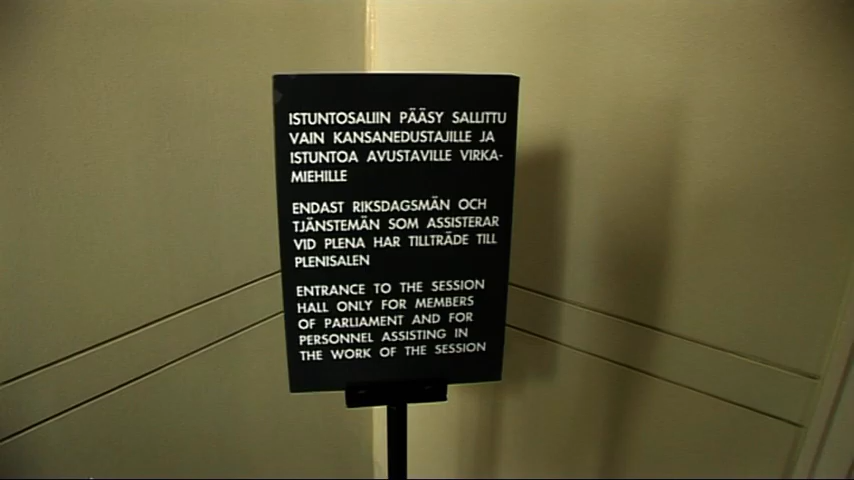 ISTUNTOSALIIN PÄÄSY SALLITTU
VAIN KANSANEDUSTAJILLE JA
ISTUNTOA AVUSTAVILLE VIRKA-
MIEHILLE
ENDAST RIKSDAGSMÄN OCH
TJÄNSTEMÄN SOM ASSISTERAR
VID PLENA HAR TILLTRÄDE TILL
PLENISALEN
ENTRANCE TO THE SESSION
HALL ONLY FOR MEMBERS
OF PARLIAMENT AND FOR
PERSONNEL ASSISTING IN
THE WORK OF THE SESSION